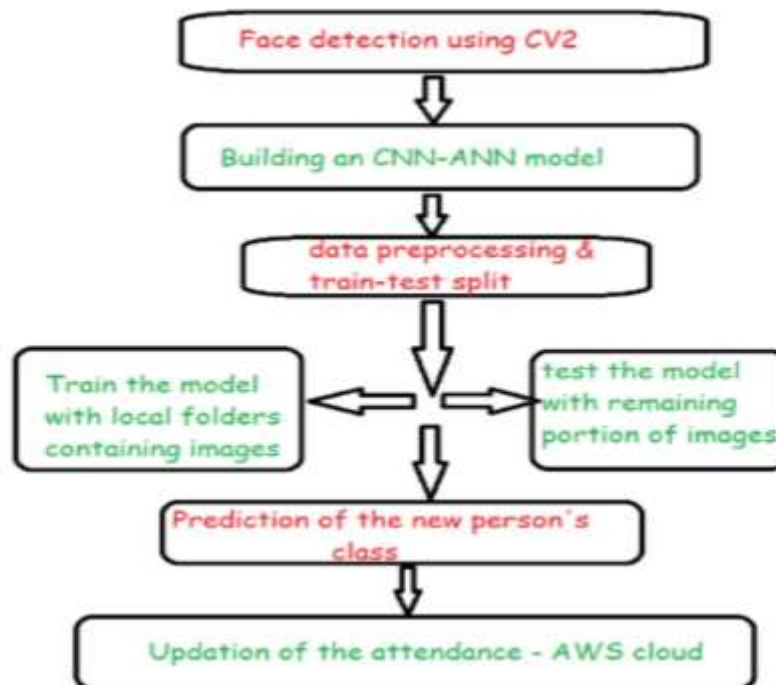 Face detection using CV2
Building an CNN-ANN model
data preprocessing &
train-test split
Train the model
with local folders
containing images
test the model
with remaining
portion of images
Prediction of the new person's
class
Updation of the attendance - AWS cloud